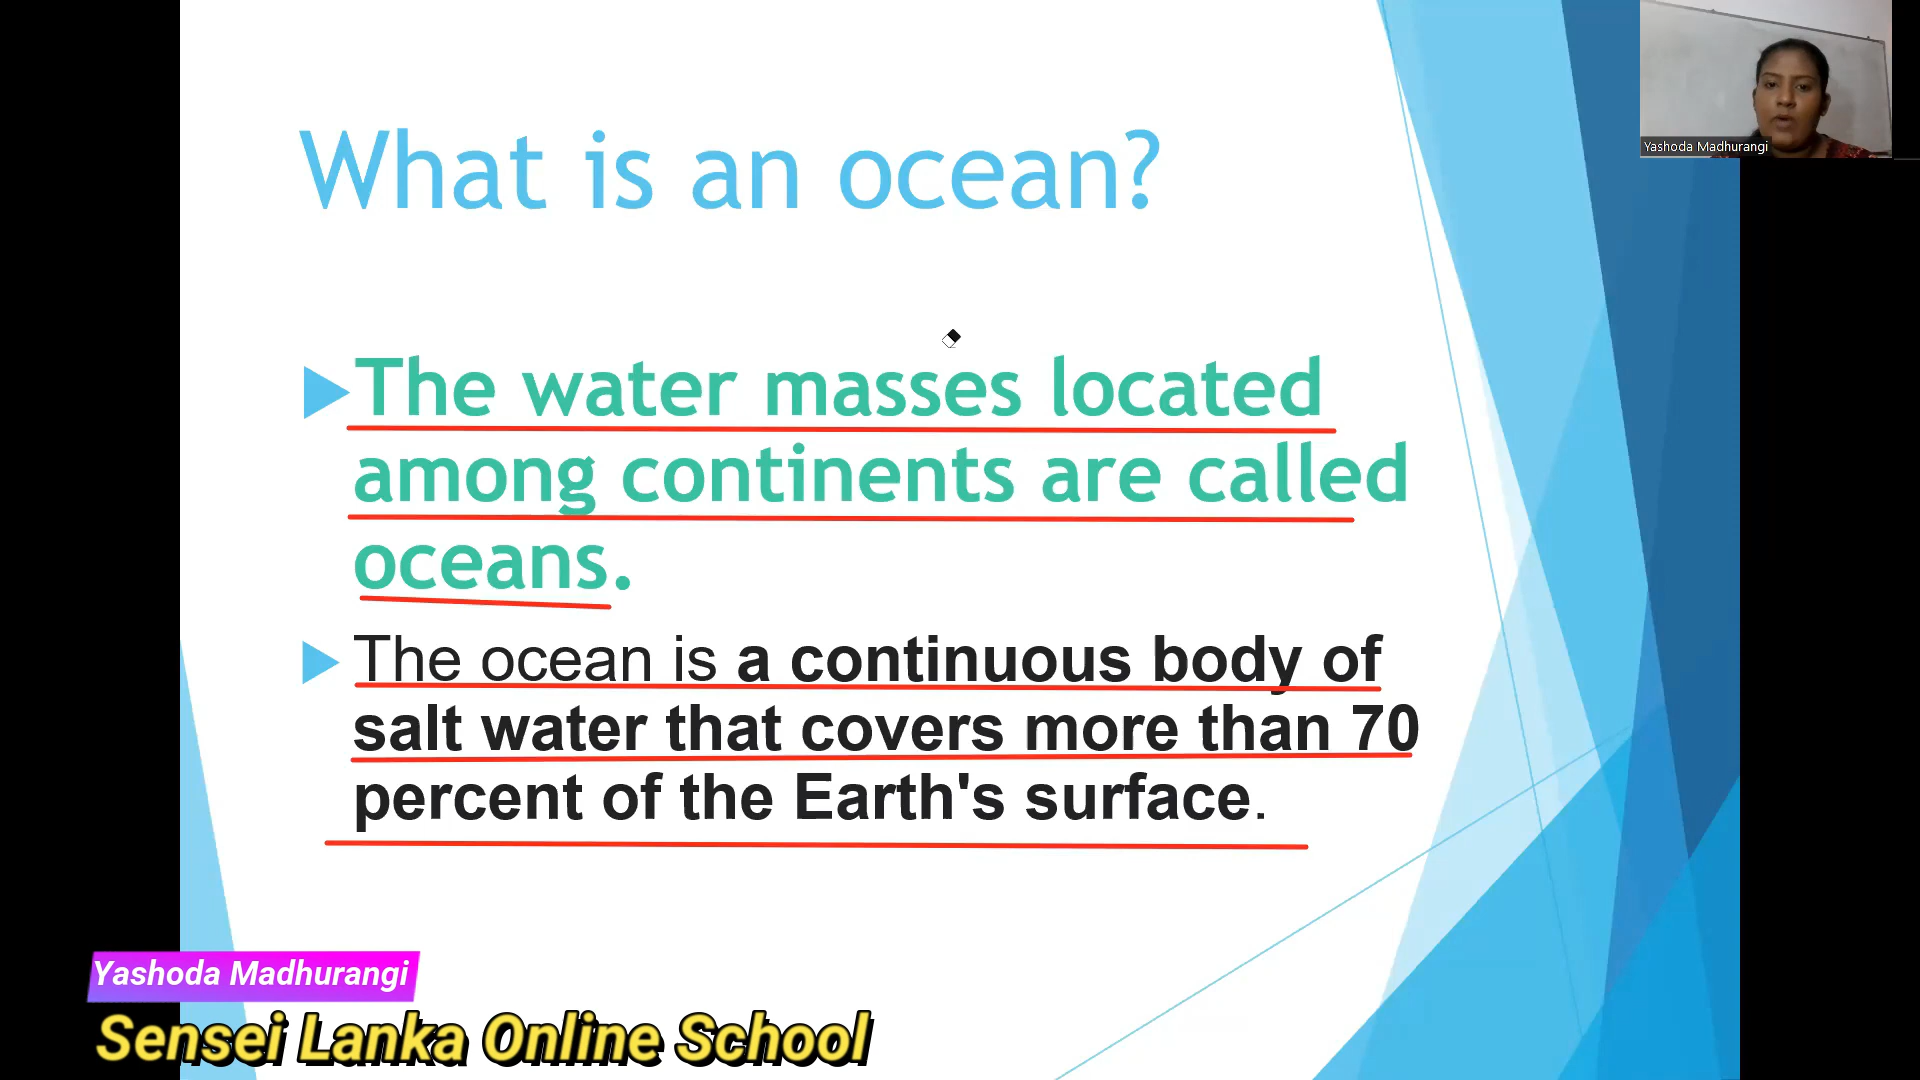 What is an ocean?
Yashoda Madhurangi
The water masses located
among continents are called
oceans.
The ocean is a continuous body of
salt water that covers more than 70
percent of the Earth's surface.
Yashoda Madhurangi
Sensei Lanka Online School